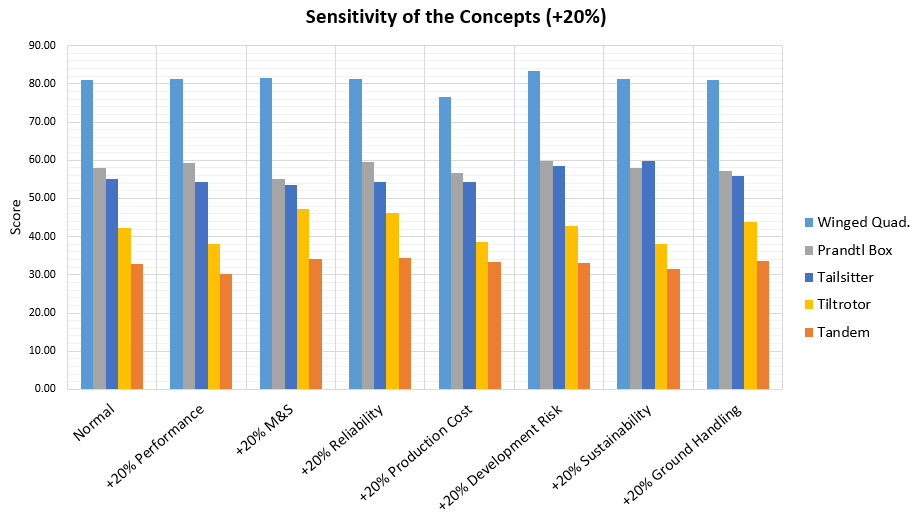 Sensitivity of the Concepts (+20%)
90.00
80.00
70.00
60.00
50.00
40.00
30.00
20.00
10.00
0.00
Score
Normal
+20% Performance
+20% M&S
+20% Reliability
+20% Production Cost
+20% Development Risk
+20% Sustainability
+20% Ground Handling
Winged Quad.
Prandtl Box
Tailsitter
Tiltrotor
Tandem